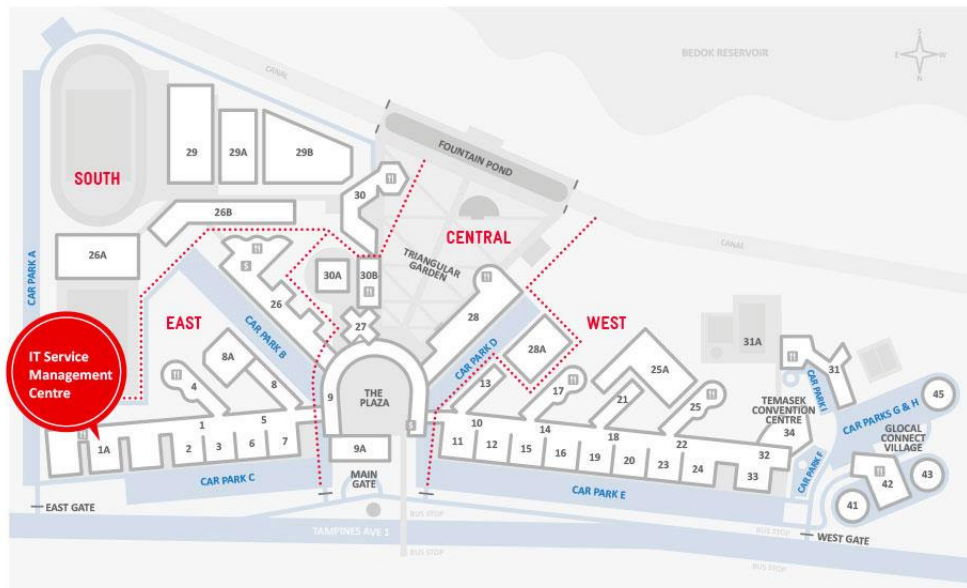 S
E
W
N
BEDOK RESERVOIR
CANAL
FOUNTAIN POND
29
29A
29B
SOUTH
30
CENTRAL
26B
TRIANGULAR
GARDEN
26A
CANAL
S
30A
30B
CAR PARK A
26
27
28
EAST
WEST
CAR PARK B
CAR PARK D
28A
31A
31
IT Service
Management
Centre
8A
25A
CAR PARK I
4
8
9
THE
PLAZA
13
17
21
25
TEMASEK
CONVENTION
CENTRE
45
CAR PARKS G & H
1
5
10
14
18
22
34
GLOCAL
CONNECT
VILLAGE
1A
2
3
6
7
9A
S
11
12
15
16
19
20
23
24
32
33
CAR PARK F
42
43
41
CAR PARK C
MAIN
GATE
CAR PARK E
EAST GATE
BUS STOP
TAMPINES AVE 1
BUS STOP
BUS STOP
WEST GATE
BUS STOP